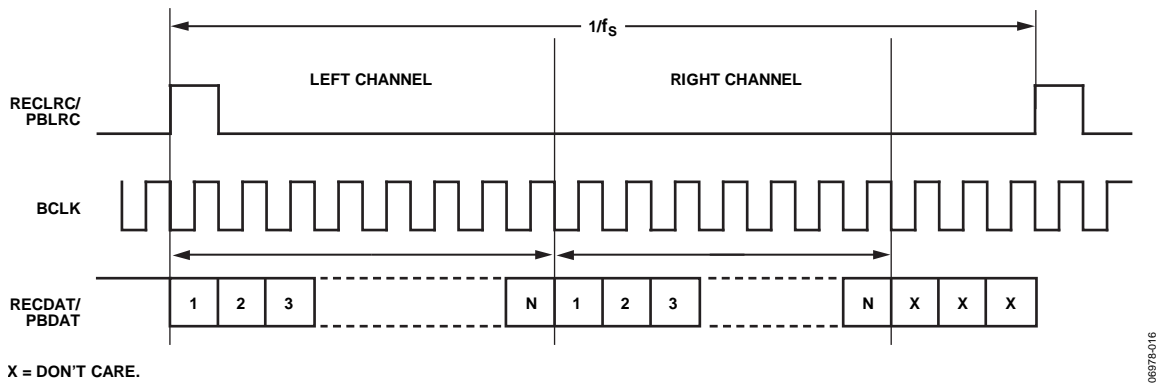 1/fS
LEFT CHANNEL
RIGHT CHANNEL
RECLRC/
PBLRC
BCLK
RECDAT/
PBDAT
1 2 3 N 1 2 3 N X X X
X = DON'T CARE.
06978-016